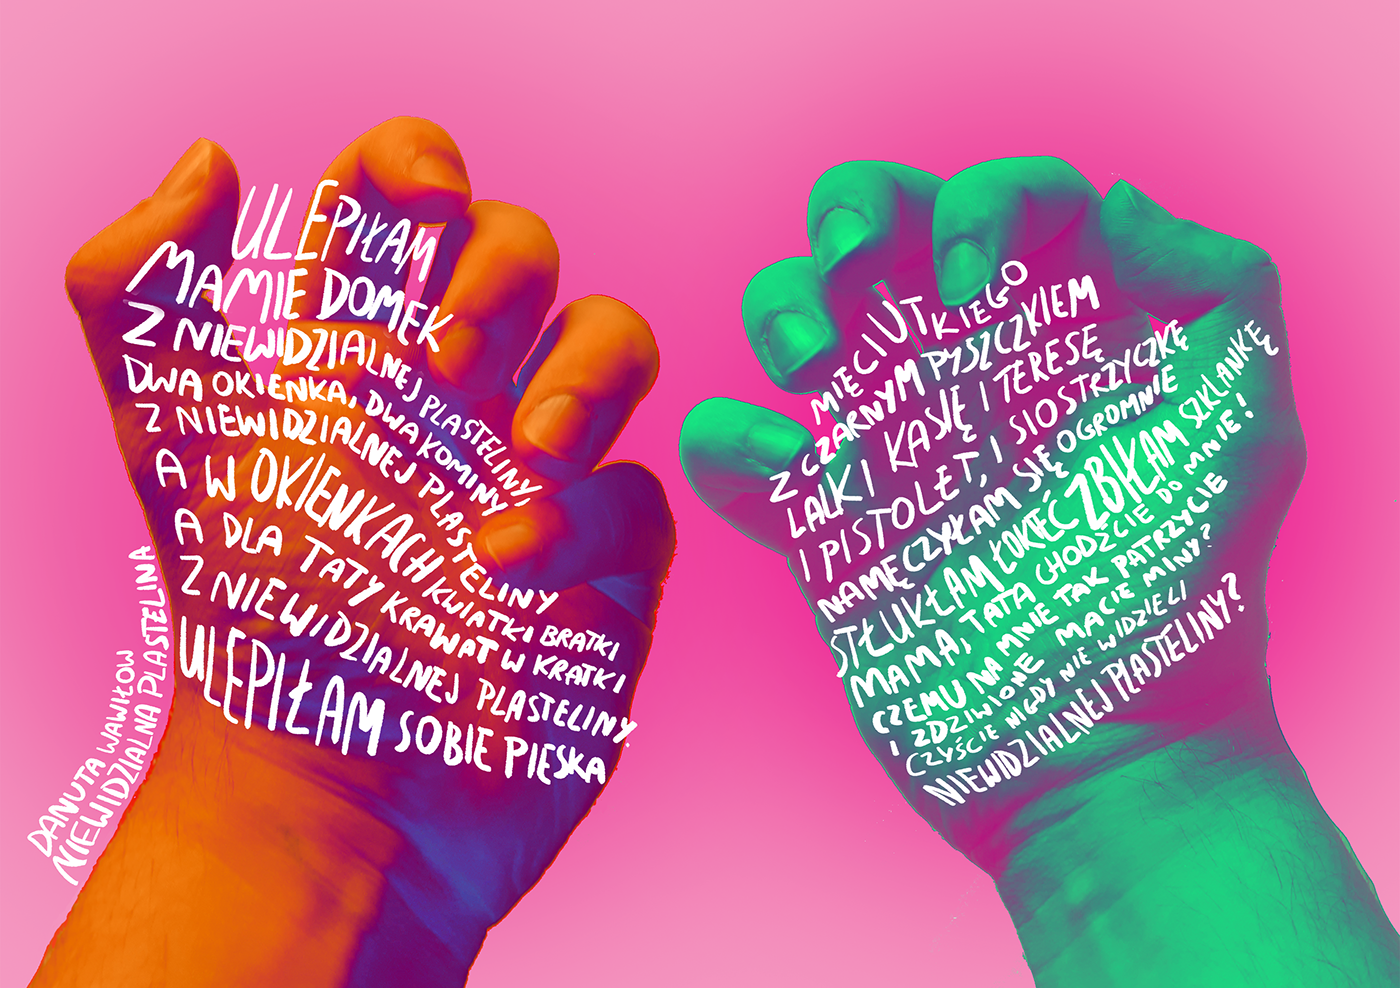 ULEPIŁAM
MAMIE DOMEK
Z NIEWIDZIALNEJ PLASTELINY,
DWA OKIENKA, DWA KOMINY
Z NIEWIDZIALNEJ PLASTELINY
A W OKIENKACH KWIATKI BRATKI
A DLA TATY KRAWAT W KRATKI
Z NIEWIDZIALNEJ PLASTELINY.
ULEPIŁAM SOBIE PIESKA
DANUTA WAWIŁOW
NIEWIDZIALNA PLASTELINA
MIĘCIUTKIEGO
Z CZARNYM PYSZCZKIEM
LALKI KASIĘ I TERESĘ
I PISTOLET, I SIOSTRZYCZKĘ
NAMĘCZYŁAM SIĘ OGROMNIE
STŁUKŁAM ŁOKEĆ ZBIŁAM SZKLANKĘ
MAMA, TATA CHODŹCIE DO MNIE!
CZEMU NA MNIE TAK PATRZYCIE
I ZDZIWIONE MACIE MINY?
CZYŚCIE NIGDY NIE WIDZIELI
NIEWIDZIALNEJ PLASTELINY?